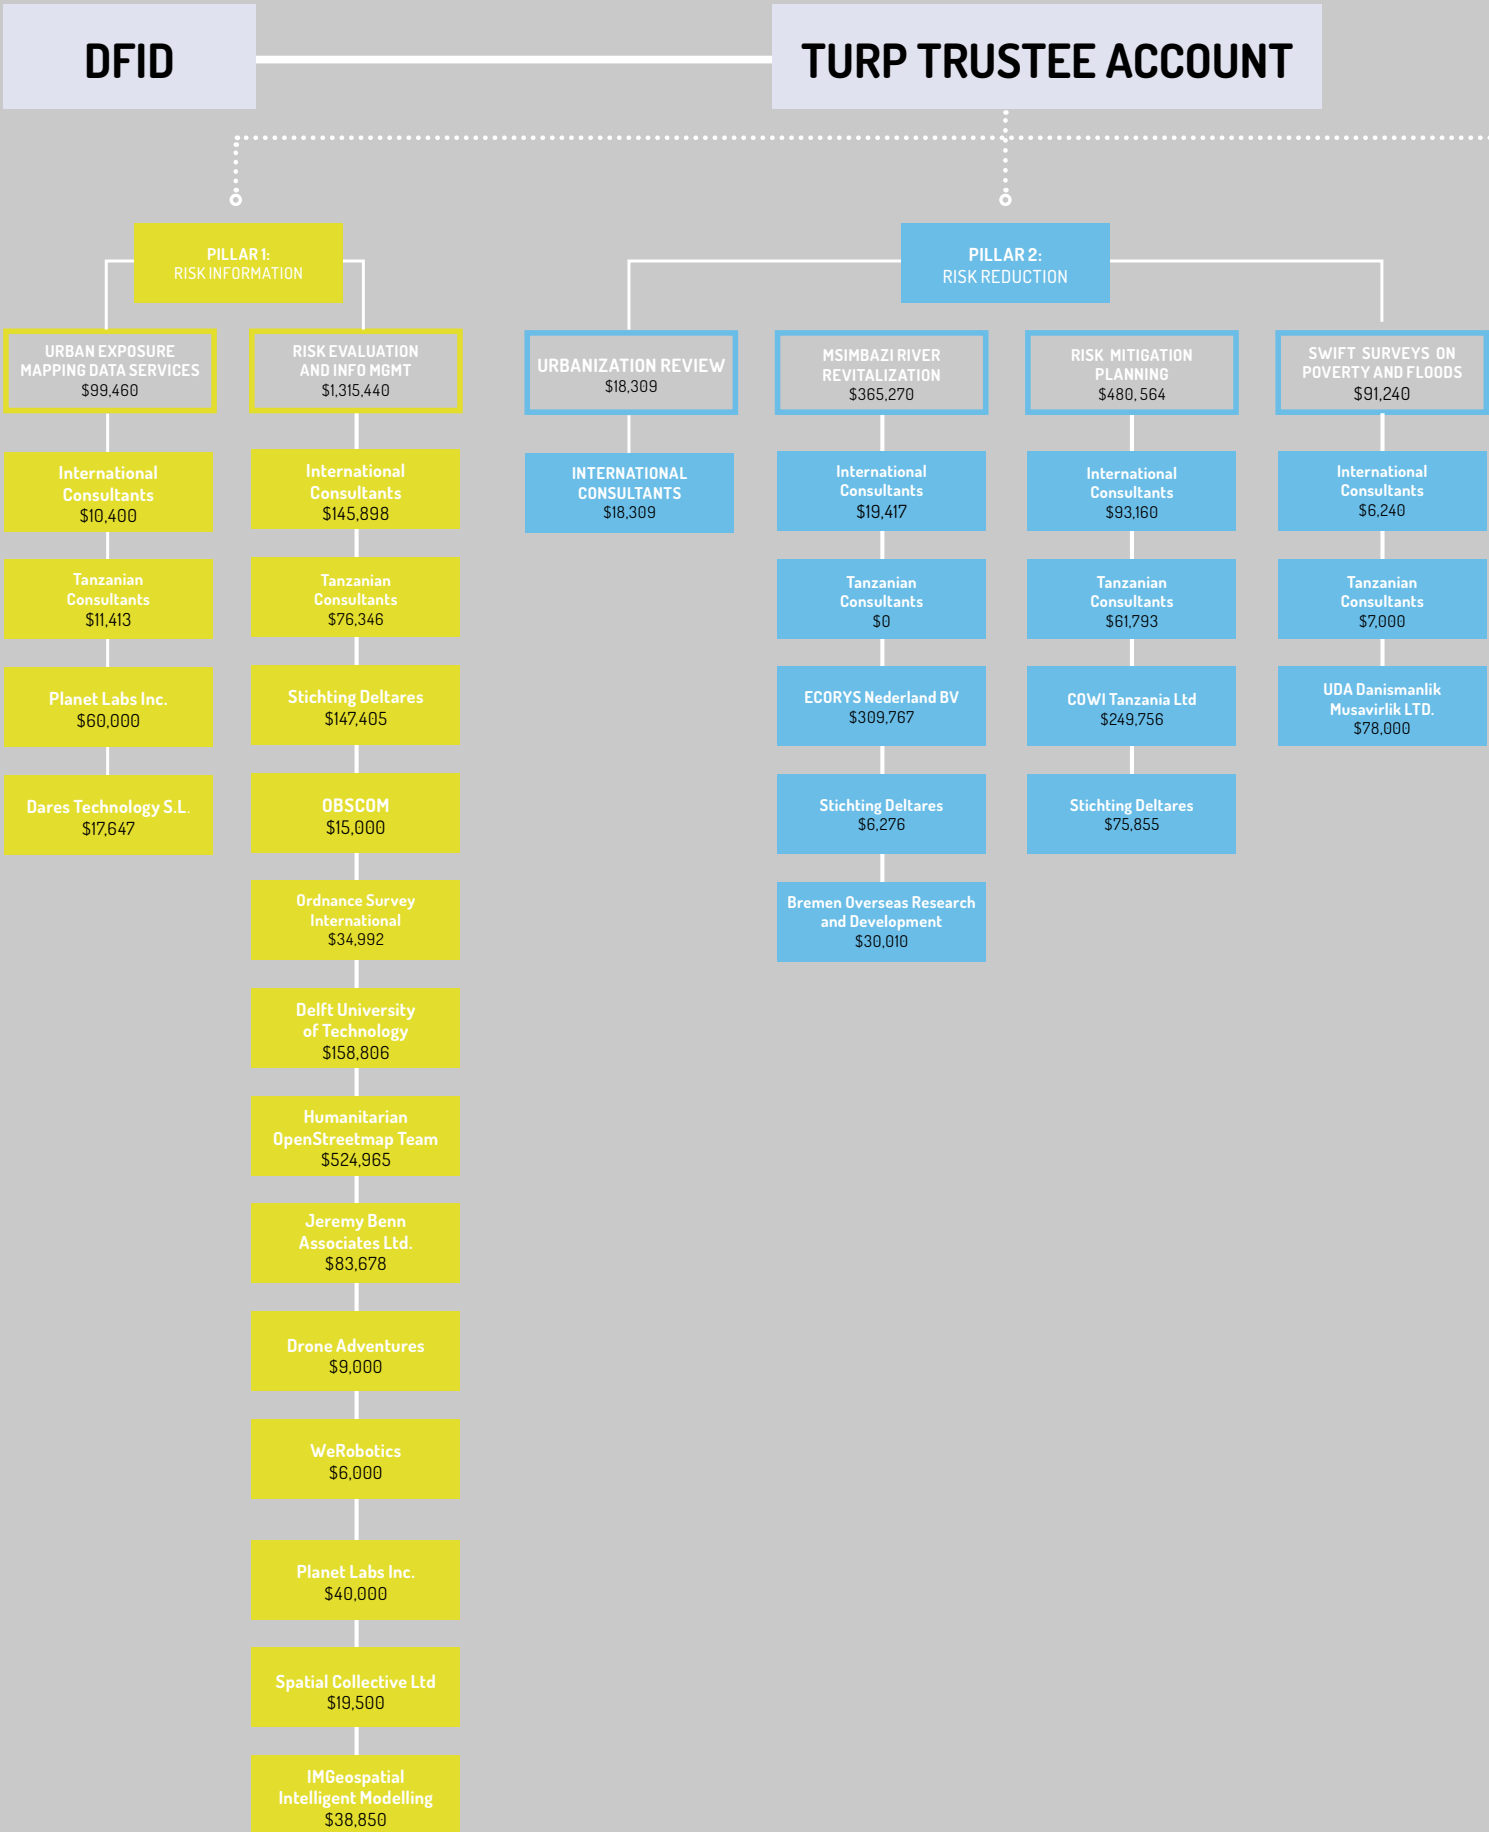 DFID
TURP TRUSTEE ACCOUNT
PILLAR 1:
RISK INFORMATION
PILLAR 2:
RISK REDUCTION
URBAN EXPOSURE
MAPPING DATA SERVICES
$99,460
International
Consultants
$10,400
Tanzanian
Consultants
$11,413
Planet Labs Inc.
$60,000
Dares Technology S.L.
$17,647
RISK EVALUATION
AND INFO MGMT
$1,315,440
International
Consultants
$145,898
Tanzanian
Consultants
$76,346
Stichting Deltares
$147,405
OBSCOM
$15,000
Ordnance Survey
International
$34,992
Delft University
of Technology
$158,806
Humanitarian
OpenStreetmap Team
$524,965
Jeremy Benn
Associates Ltd.
$83,678
Drone Adventures
$9,000
WeRobotics
$6,000
Planet Labs Inc.
$40,000
Spatial Collective Ltd
$19,500
IMGeospatial
Intelligent Modelling
$38,850
URBANIZATION REVIEW
$18,309
INTERNATIONAL
CONSULTANTS
$18,309
MSIMBAZI RIVER
REVITALIZATION
$365,270
International
Consultants
$19,417
Tanzanian
Consultants
$0
ECORYS Nederland BV
$309,767
Stichting Deltares
$6,276
Bremen Overseas Research
and Development
$30,010
RISK MITIGATION
PLANNING
$480, 564
International
Consultants
$93,160
Tanzanian
Consultants
$61,793
COWI Tanzania Ltd
$249,756
Stichting Deltares
$75,855
SWIFT SURVEYS ON
POVERTY AND FLOODS
$91,240
International
Consultants
$6,240
Tanzanian
Consultants
$7,000
UDA Danismanlik
Musavirlik LTD.
$78,000